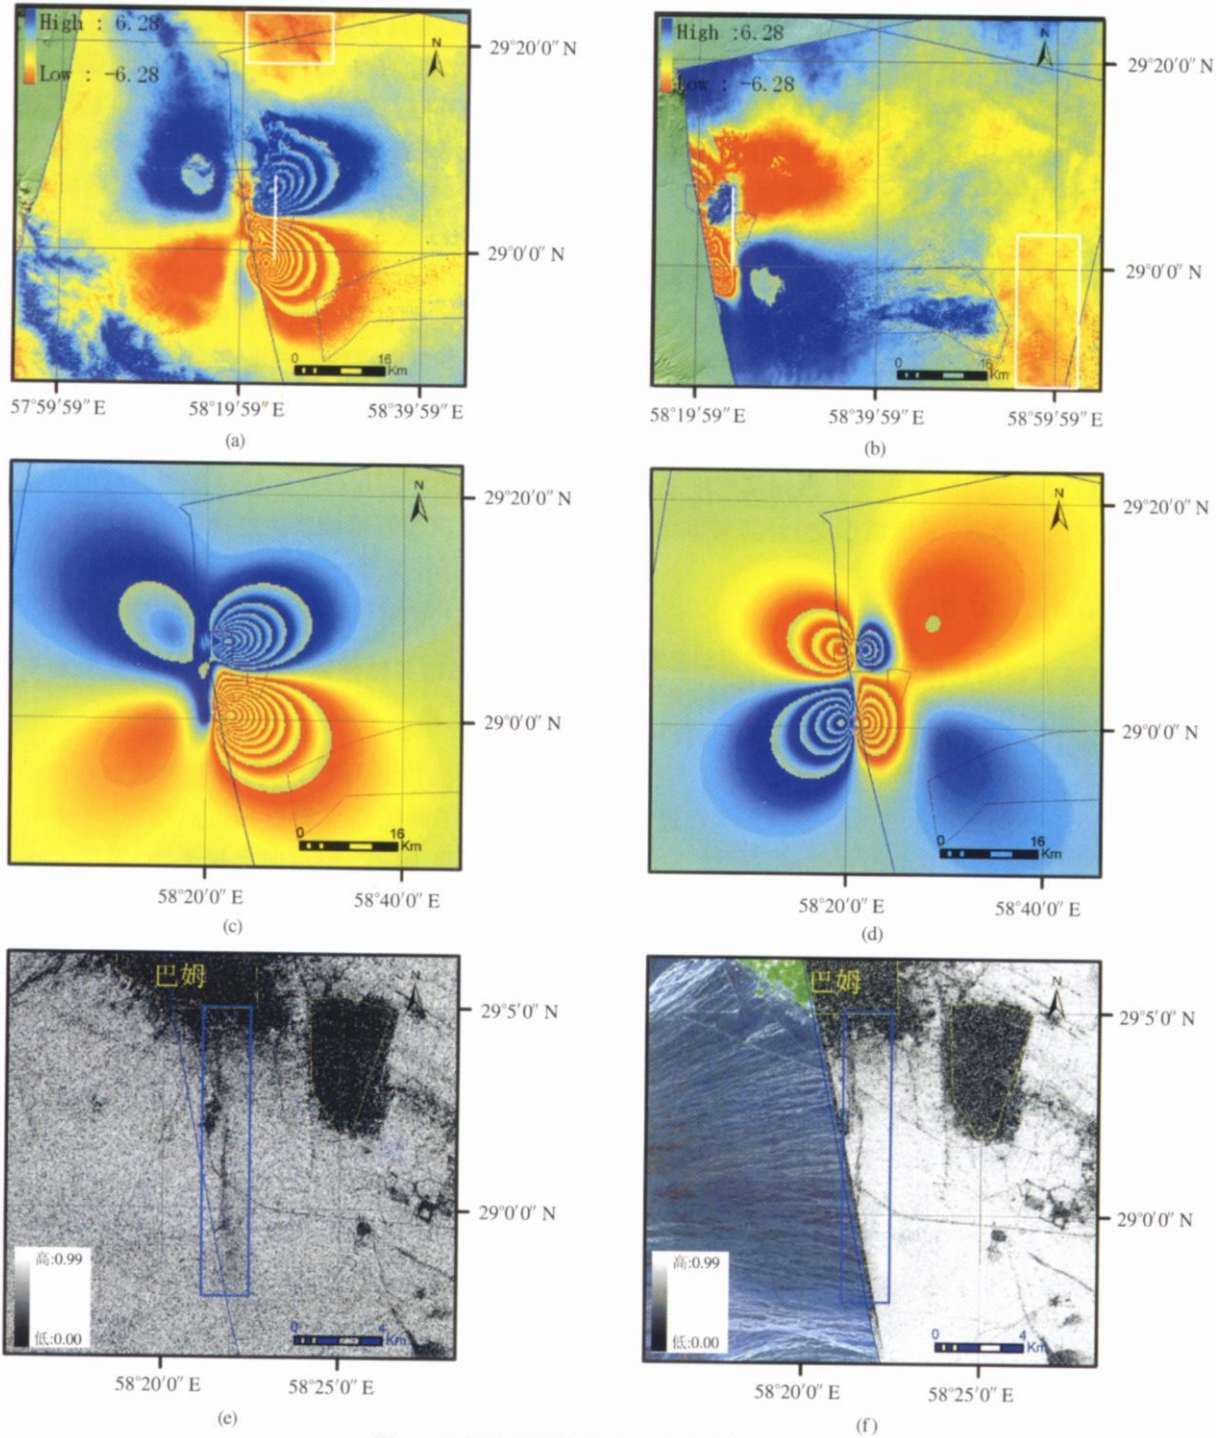 High : 6.28
Low : -6.28
N
29°20′0″ N
29°0′0″ N
0 16
Km
57°59′59″ E 58°19′59″ E 58°39′59″ E
(a)
High :6.28
Low : -6.28
N
29°20′0″ N
29°0′0″ N
0 16
Km
58°19′59″ E 58°39′59″ E 58°59′59″ E
(b)
N
29°20′0″ N
29°0′0″ N
0 16
Km
58°20′0″ E 58°40′0″ E
(c)
N
29°20′0″ N
29°0′0″ N
0 16
Km
58°20′0″ E 58°40′0″ E
(d)
巴姆
N
29°5′0″ N
29°0′0″ N
高:0.99
低:0.00
0 4
Km
58°20′0″ E 58°25′0″ E
(e)
巴姆
N
29°5′0″ N
29°0′0″ N
高:0.99
低:0.00
0 4
Km
58°20′0″ E 58°25′0″ E
(f)